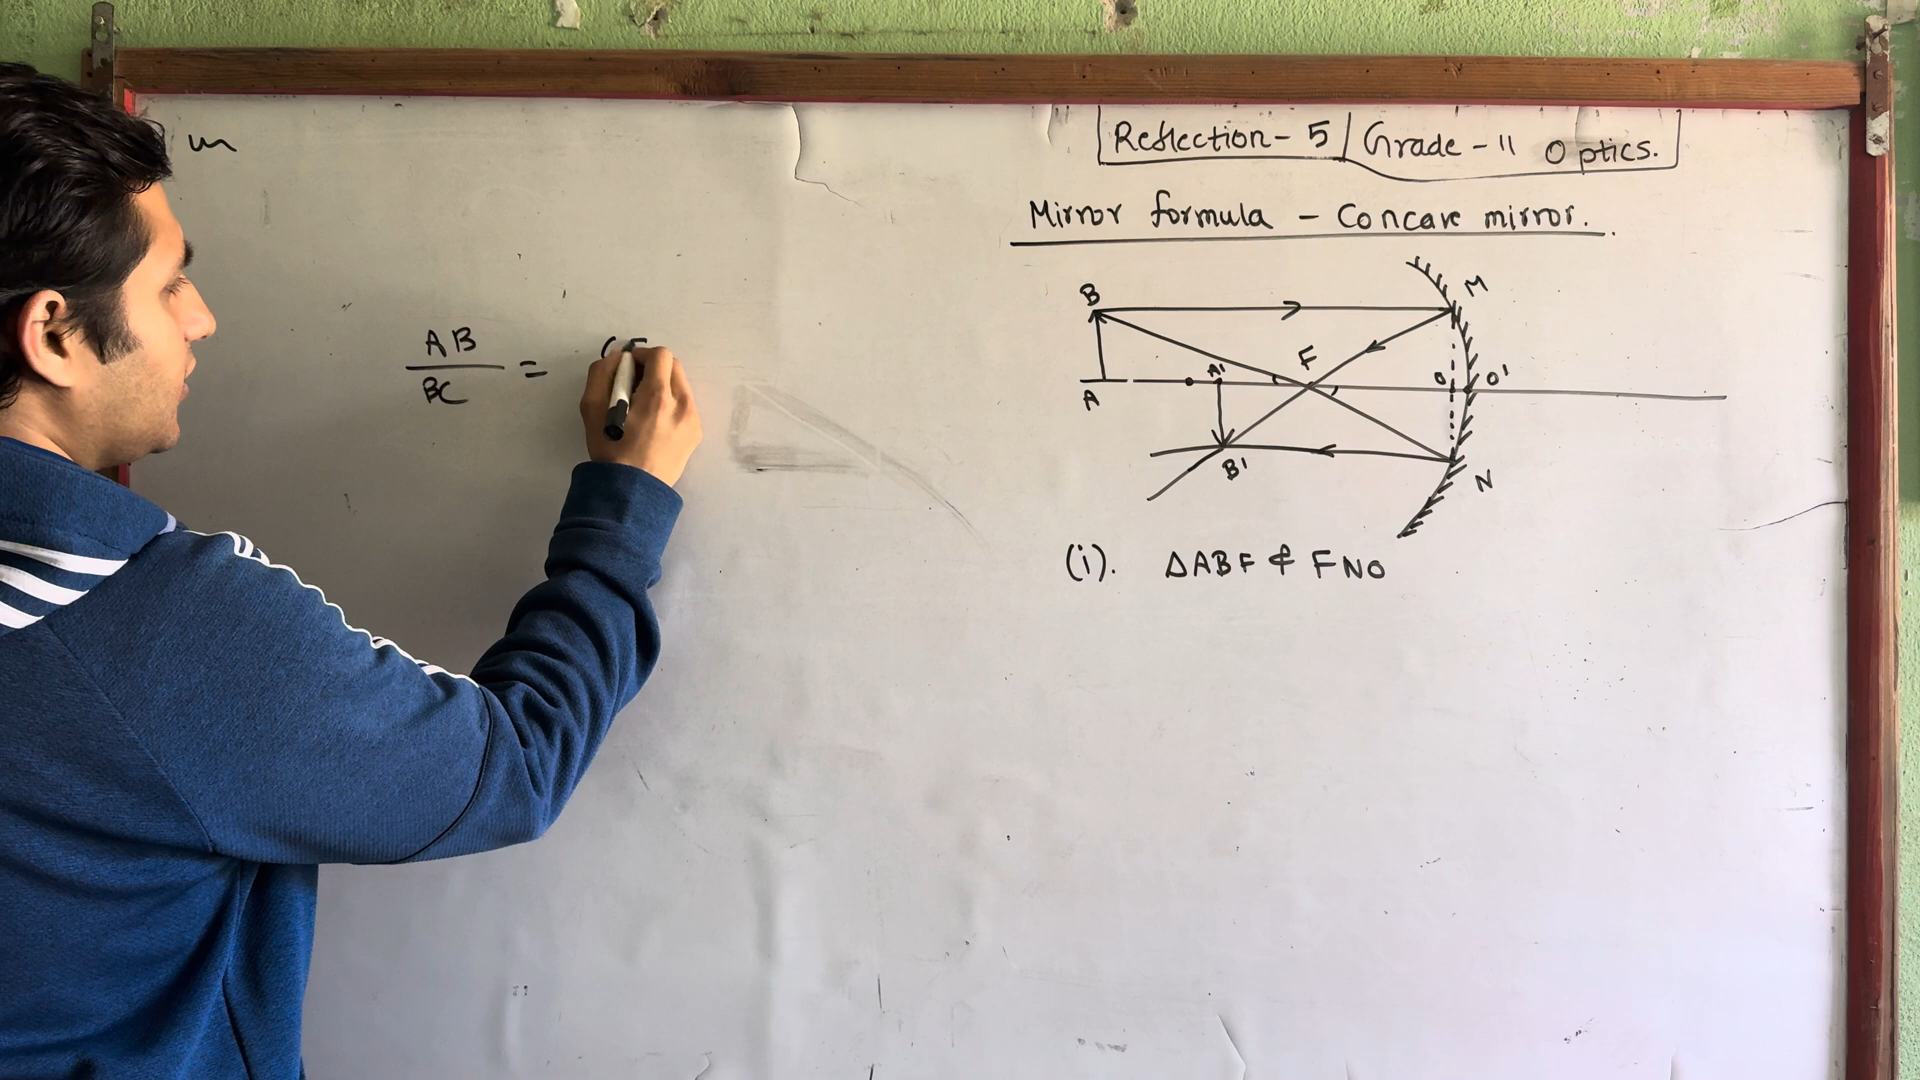 Reflection - 5 / Grade - 11 Optics.
Mirror formula - Concave mirror.
B M
F
A A' O O'
B' N
(i). ΔABF & FNO
AB
BC =